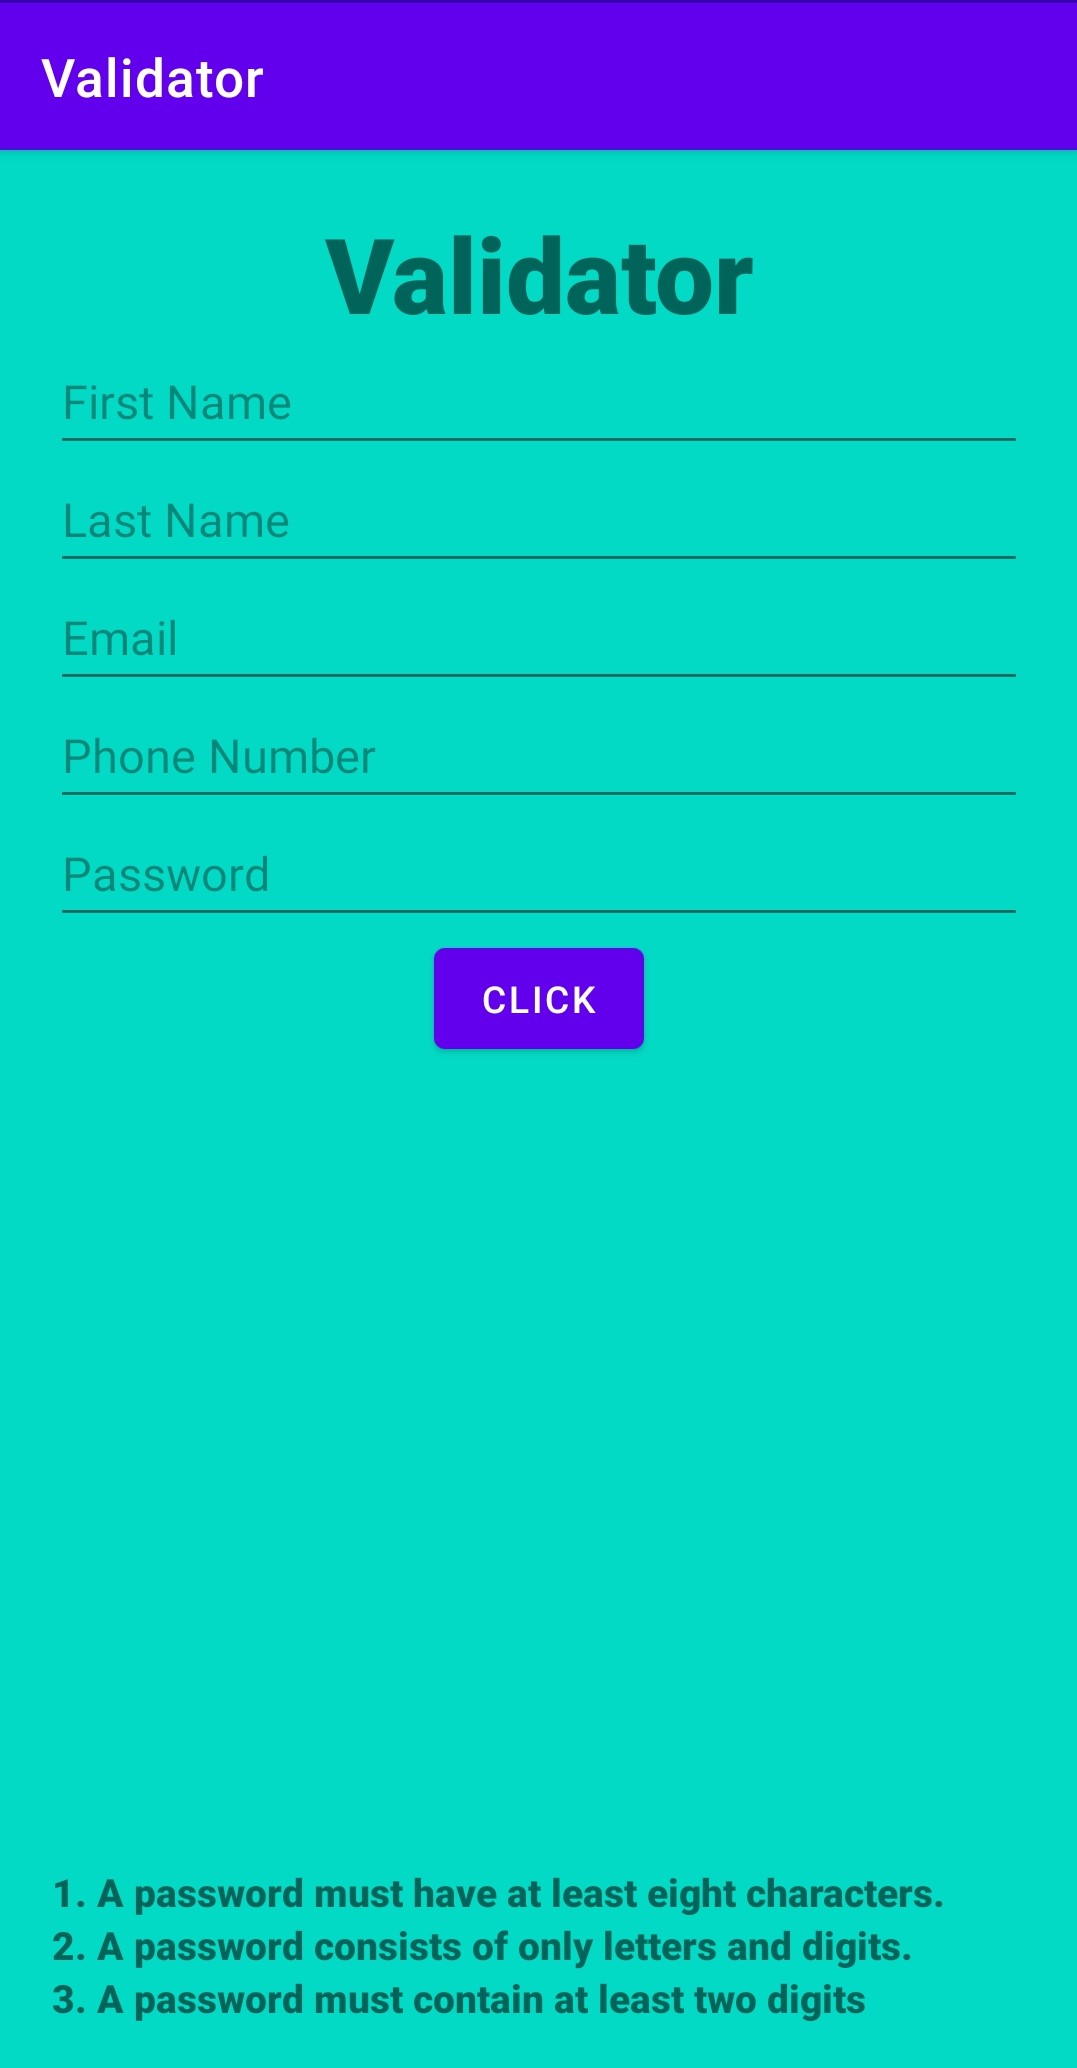 Validator
Validator
First Name
Last Name
Email
Phone Number
Password
CLICK
1. A password must have at least eight characters.
2. A password consists of only letters and digits.
3. A password must contain at least two digits